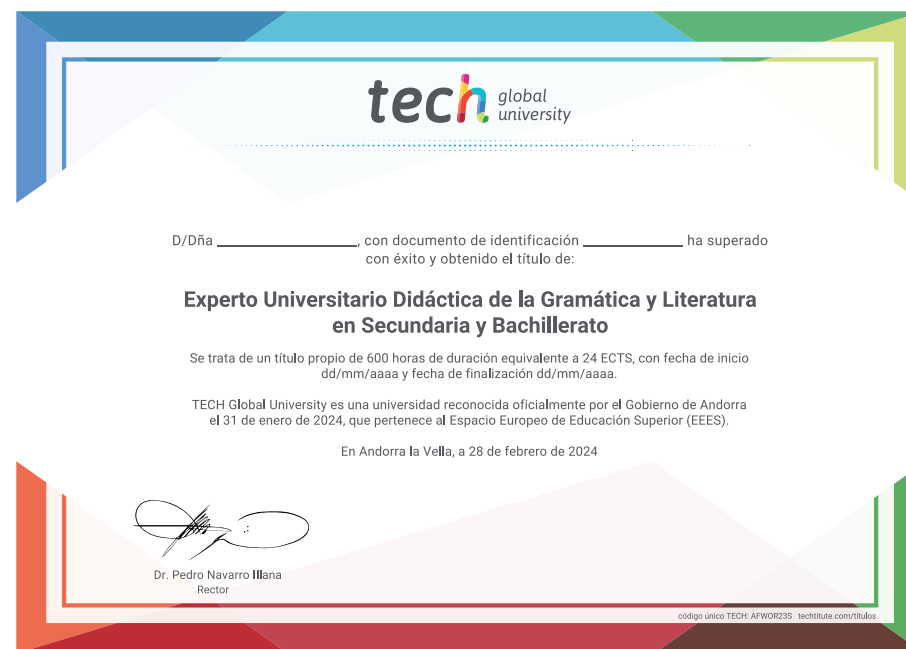 tech global university
D/Dña ____________________, con documento de identificación ______________ ha superado
con éxito y obtenido el título de:
Experto Universitario Didáctica de la Gramática y Literatura
en Secundaria y Bachillerato
Se trata de un título propio de 600 horas de duración equivalente a 24 ECTS, con fecha de inicio
dd/mm/aaaa y fecha de finalización dd/mm/aaaa.
TECH Global University es una universidad reconocida oficialmente por el Gobierno de Andorra
el 31 de enero de 2024, que pertenece al Espacio Europeo de Educación Superior (EEES).
En Andorra la Vella, a 28 de febrero de 2024
Dr. Pedro Navarro Illana
Rector
código único TECH: AFWOR23S techtitute.com/titulos